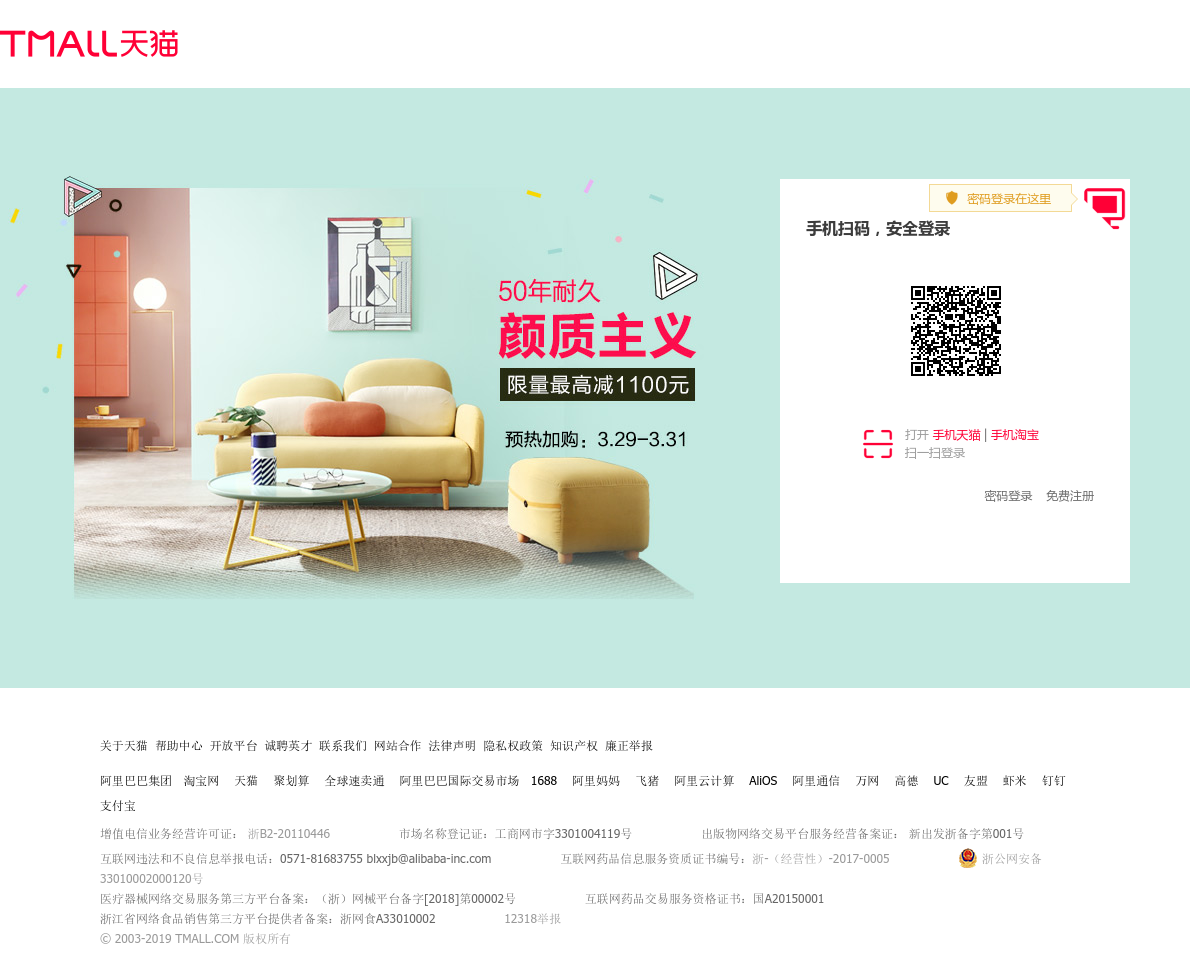 TMALL天猫
密码登录在这里
手机扫码，安全登录
50年耐久
颜质主义
限量最高减1100元
预热加购：3.29–3.31
打开 手机天猫 | 手机淘宝
扫一扫登录
密码登录 免费注册
关于天猫 帮助中心 开放平台 诚聘英才 联系我们 网站合作 法律声明 隐私权政策 知识产权 廉正举报
阿里巴巴集团 淘宝网 天猫 聚划算 全球速卖通 阿里巴巴国际交易市场 1688 阿里妈妈 飞猪 阿里云计算 AliOS 阿里通信 万网 高德 UC 友盟 虾米 钉钉
支付宝
增值电信业务经营许可证： 浙B2-20110446 市场名称登记证：工商网市字3301004119号 出版物网络交易平台服务经营备案证： 新出发浙备字第001号
互联网违法和不良信息举报电话：0571-81683755 blxxjb@alibaba-inc.com 互联网药品信息服务资质证书编号：浙-（经营性）-2017-0005 浙公网安备
33010002000120号
医疗器械网络交易服务第三方平台备案：（浙）网械平台备字[2018]第00002号 互联网药品交易服务资格证书：国A20150001
浙江省网络食品销售第三方平台提供者备案：浙网食A33010002 12318举报
© 2003-2019 TMALL.COM 版权所有